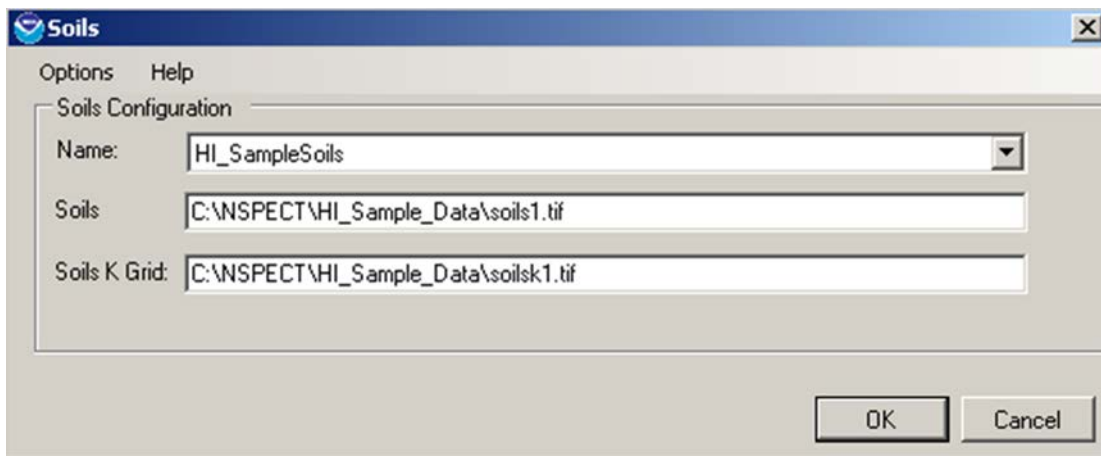 Soils
Options Help
Soils Configuration
Name: HI_SampleSoils
Soils C:\NSPECT\HI_Sample_Data\soils1.tif
Soils K Grid: C:\NSPECT\HI_Sample_Data\soilsk1.tif
OK Cancel